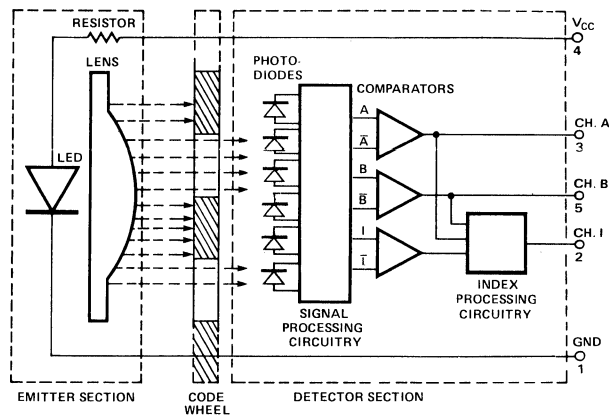 RESISTOR
LENS
LED
PHOTO-
DIODES
COMPARATORS
A
A̅
B
B̅
I
I̅
SIGNAL
PROCESSING
CIRCUITRY
INDEX
PROCESSING
CIRCUITRY
VCC
4
CH. A
3
CH. B
5
CH. I
2
GND
1
EMITTER SECTION
CODE
WHEEL
DETECTOR SECTION